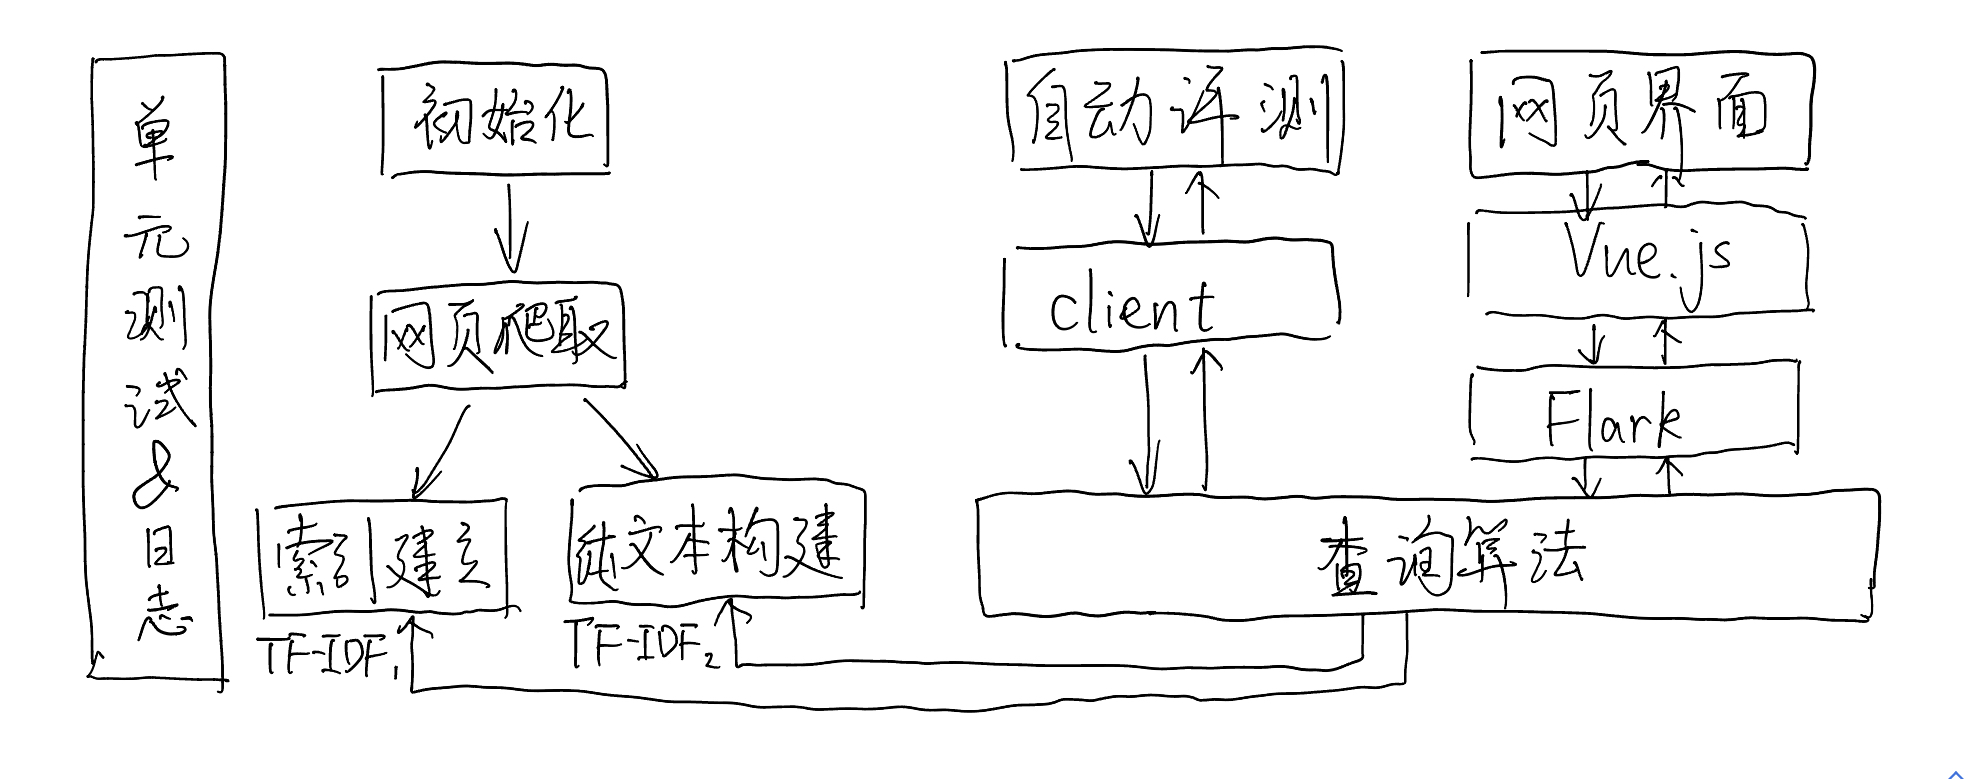 单元测试&日志
初始化
网页爬取
索引建立
纯文本构建
TF-IDF1
TF-IDF2
自动评测
client
网页界面
Vue.js
Flark
查询算法